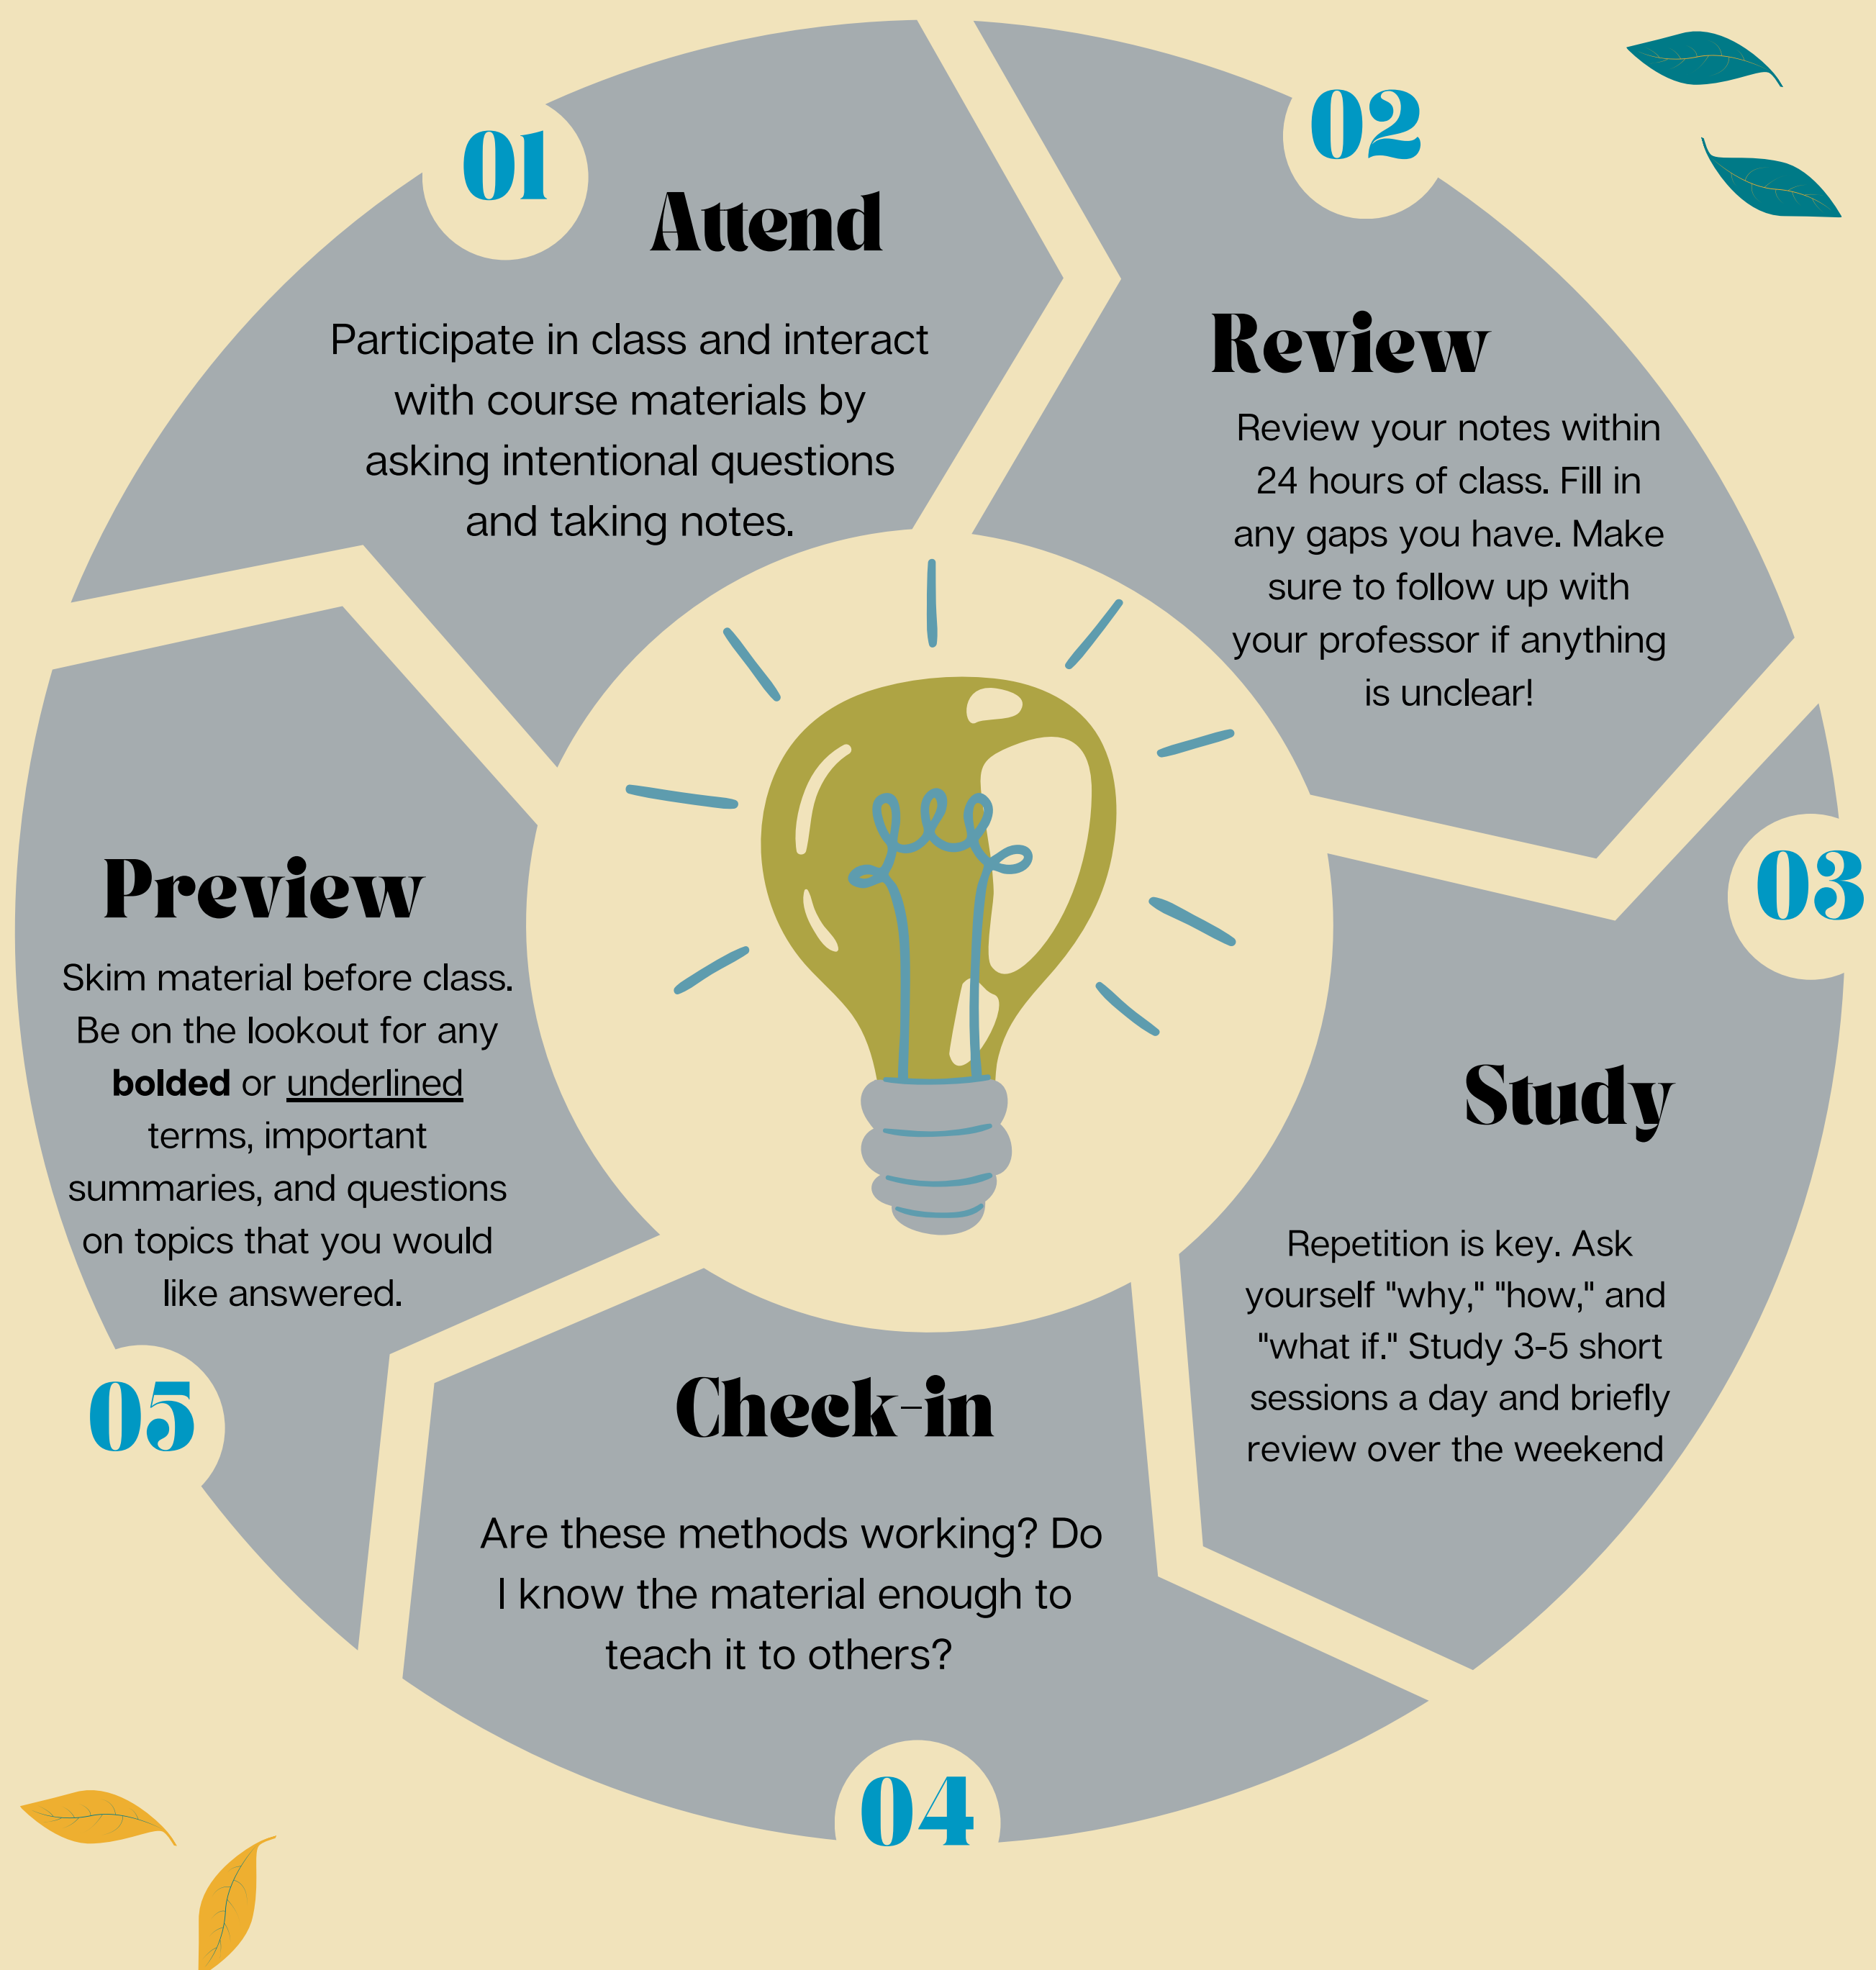 01
Attend
Participate in class and interact
with course materials by
asking intentional questions
and taking notes.
02
Review
Review your notes within
24 hours of class. Fill in
any gaps you have. Make
sure to follow up with
your professor if anything
is unclear!
03
Study
Repetition is key. Ask
yourself "why," "how," and
"what if." Study 3-5 short
sessions a day and briefly
review over the weekend
04
Check-in
Are these methods working? Do
I know the material enough to
teach it to others?
05
Preview
Skim material before class.
Be on the lookout for any
bolded or underlined
terms, important
summaries, and questions
on topics that you would
like answered.